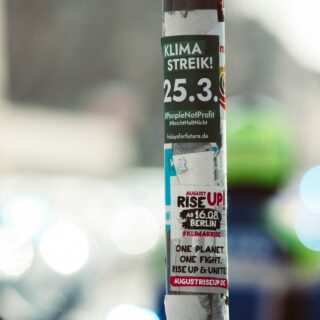 KLIMA
STREIK!
25.3.
#PeopleNotProfit
#ReichtHaltNicht
fridaysforfuture.de
AUGUST
RISE UP!
AB 16.08.
BERLIN
#KLIMAKRISE
ONE PLANET
ONE FIGHT
RISE UP & UNITE
AUGUSTRISEUP.DE